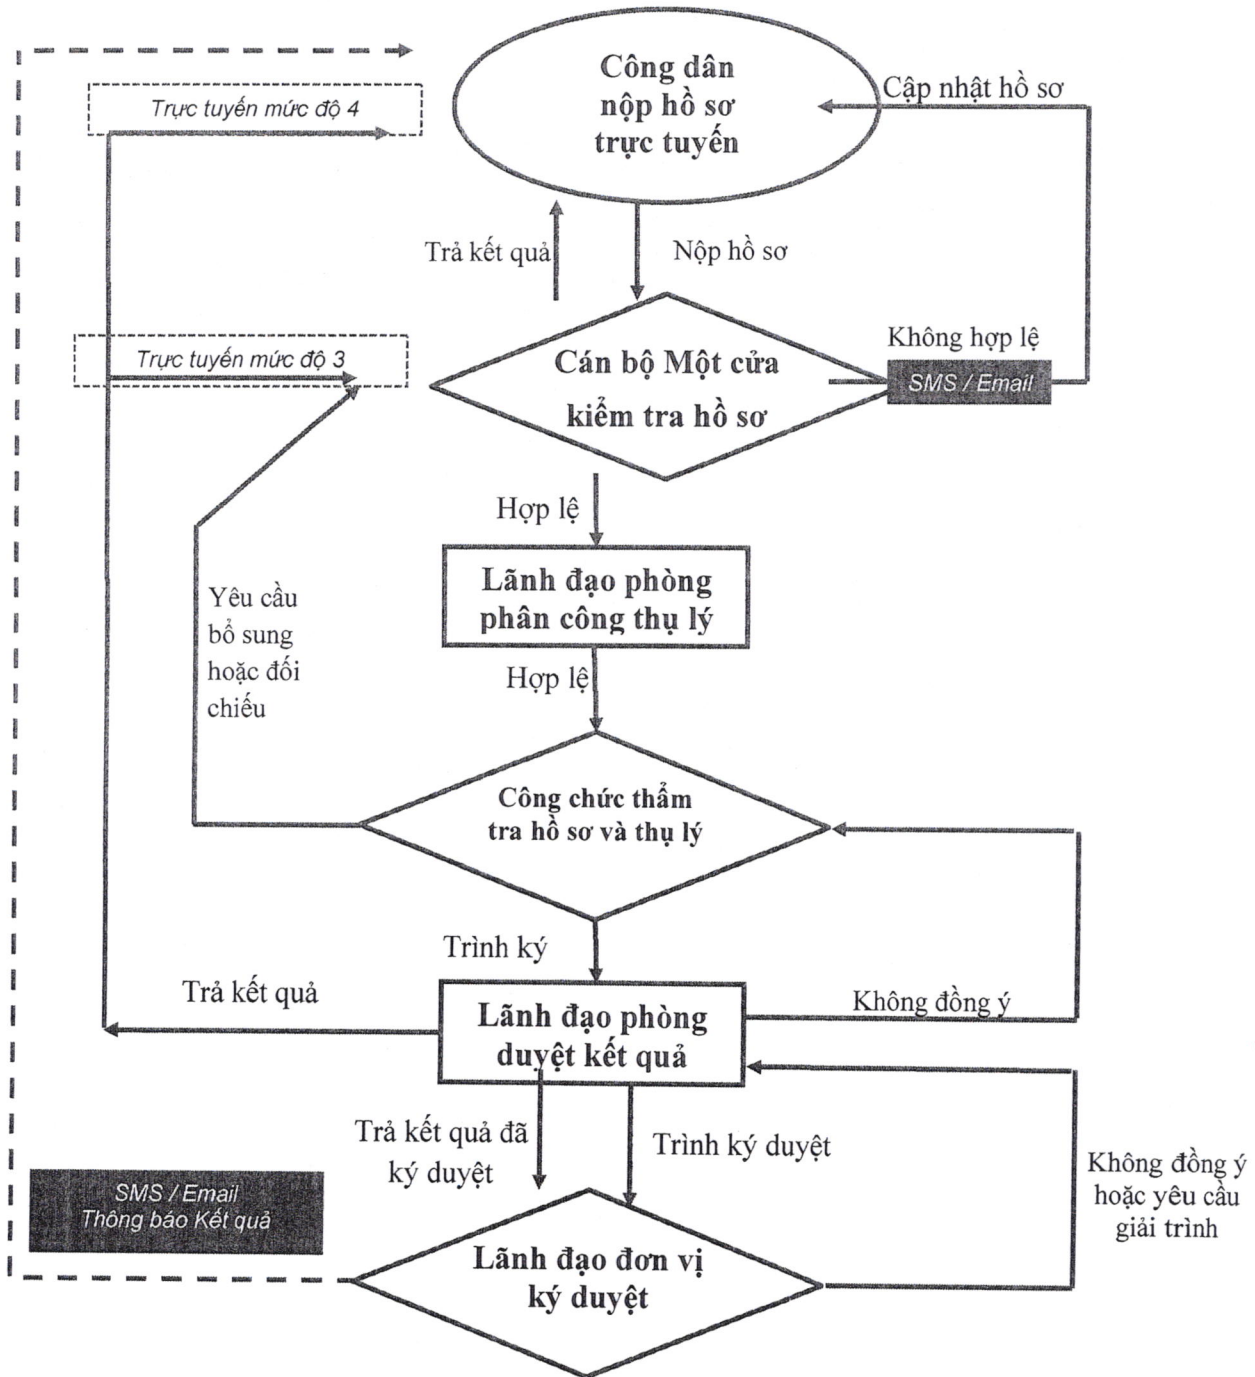 Công dân
nộp hồ sơ
trực tuyến
Cập nhật hồ sơ
Trực tuyến mức độ 4
Trả kết quả
Nộp hồ sơ
Trực tuyến mức độ 3
Cán bộ Một cửa
kiểm tra hồ sơ
Không hợp lệ
SMS / Email
Hợp lệ
Lãnh đạo phòng
phân công thụ lý
Yêu cầu
bổ sung
hoặc đối
chiếu
Hợp lệ
Công chức thẩm
tra hồ sơ và thụ lý
Trình ký
Trả kết quả
Lãnh đạo phòng
duyệt kết quả
Không đồng ý
Trả kết quả đã
ký duyệt
Trình ký duyệt
Không đồng ý
hoặc yêu cầu
giải trình
SMS / Email
Thông báo Kết quả
Lãnh đạo đơn vị
ký duyệt